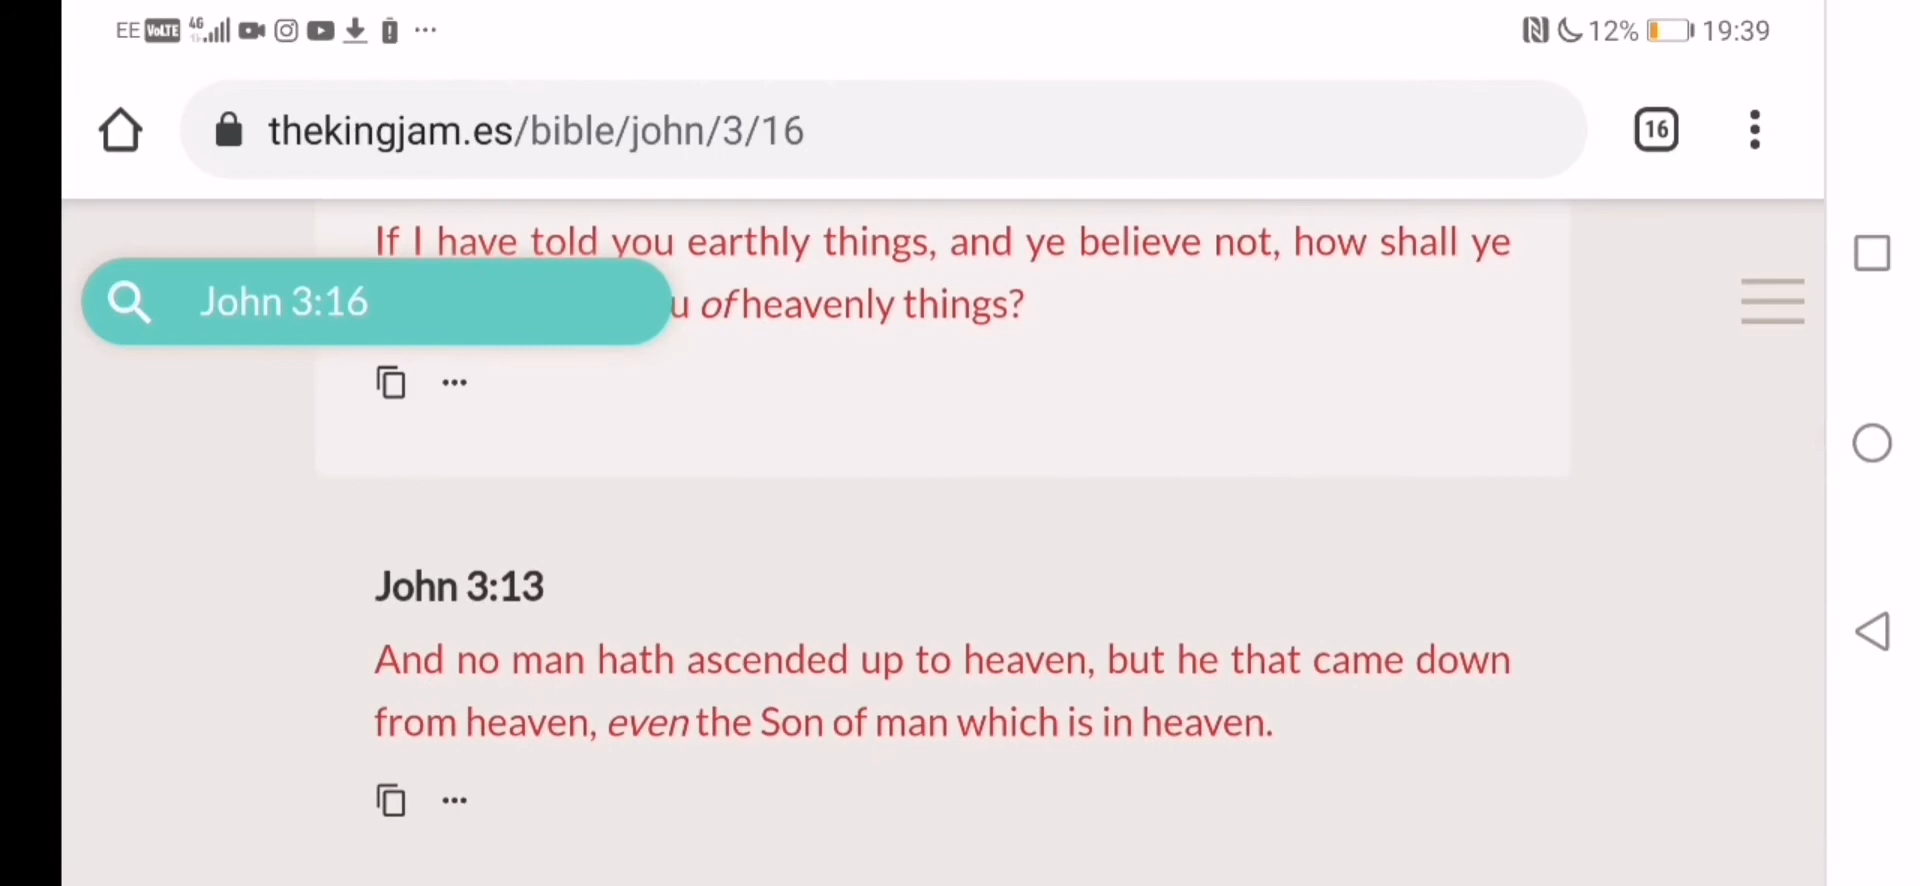 EE VoLTE 4G 12% 19:39
thekingjam.es/bible/john/3/16 16
If I have told you earthly things, and ye believe not, how shall ye
John 3:16 u of heavenly things?
John 3:13
And no man hath ascended up to heaven, but he that came down
from heaven, even the Son of man which is in heaven.